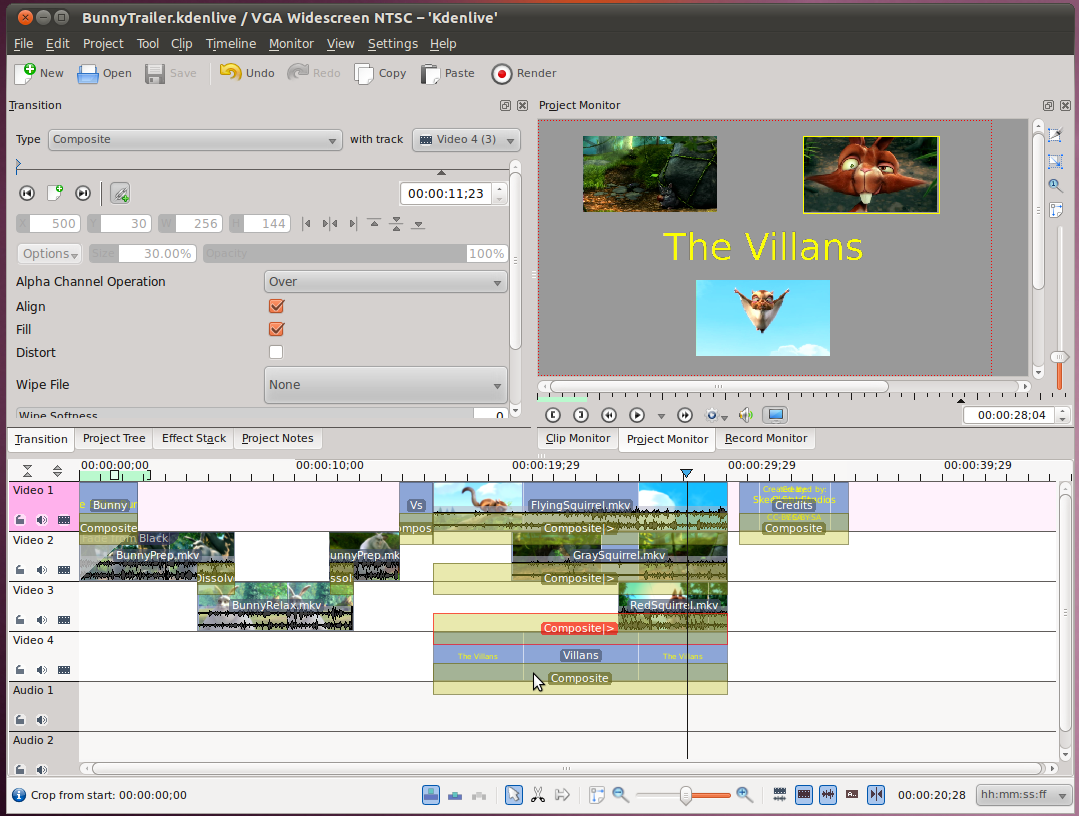 BunnyTrailer.kdenlive / VGA Widescreen NTSC – 'Kdenlive'
File Edit Project Tool Clip Timeline Monitor View Settings Help
New Open Save Undo Redo Copy Paste Render
Transition
Type Composite with track Video 4 (3)
00:00:11;23
X 500 Y 30 W 256 H 144
Options Size 30.00% Opacity 100%
Alpha Channel Operation Over
Align
Fill
Distort
Wipe File None
Wipe Softness 0
Transition Project Tree Effect Stack Project Notes
Project Monitor
The Villans
00:00:28;04
Clip Monitor Project Monitor Record Monitor
00:00:00;00 00:00:10;00 00:00:19;29 00:00:29;29 00:00:39;29
Video 1
Bunny Vs FlyingSquirrel.mkv Created by: Credits
Composite ompos Composite|> Composite
Video 2
Fade from Black
BunnyPrep.mkv unnyPrep.mk GraySquirrel.mkv
Dissolv ssol Composite|>
Video 3
BunnyRelax.mkv RedSquirrel.mkv
Composite|>
Video 4
The Villans Villans The Villans
Composite
Audio 1
Audio 2
Crop from start: 00:00:00;00 00:00:20;28 hh:mm:ss:ff